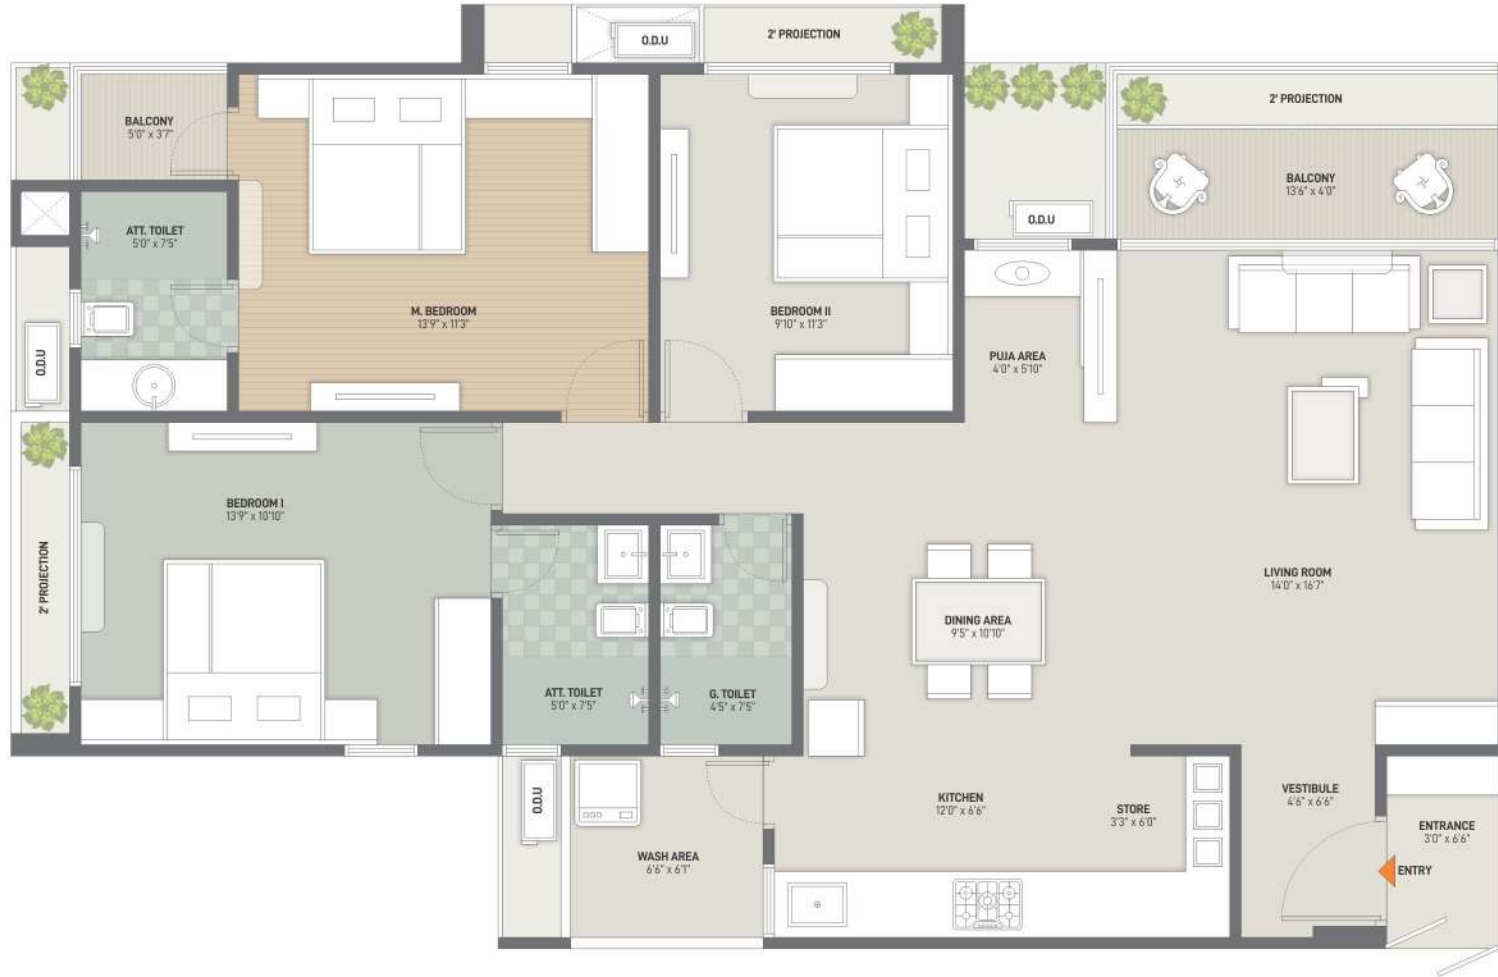 O.D.U
2' PROJECTION
2' PROJECTION
BALCONY
5'0" x 3'7"
BALCONY
13'6" x 4'0"
O.D.U
ATT. TOILET
5'0" x 7'5"
M. BEDROOM
13'9" x 11'3"
BEDROOM II
9'10" x 11'3"
PUJA AREA
4'0" x 5'10"
O.D.U
BEDROOM I
13'9" x 10'10"
2' PROJECTION
LIVING ROOM
14'0" x 16'7"
DINING AREA
9'5" x 10'10"
ATT. TOILET
5'0" x 7'5"
G. TOILET
4'5" x 7'5"
O.D.U
KITCHEN
12'0" x 6'6"
STORE
3'3" x 6'0"
VESTIBULE
4'6" x 6'6"
ENTRANCE
3'0" x 6'6"
WASH AREA
6'6" x 6'1"
ENTRY